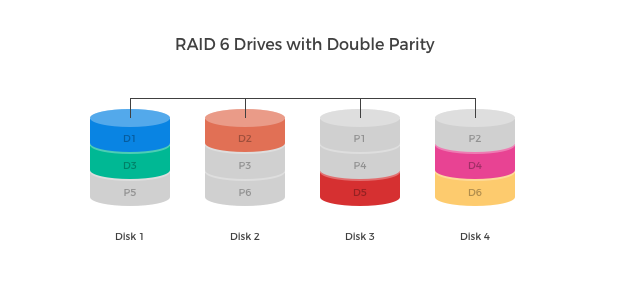 RAID 6 Drives with Double Parity
D1 D2 P1 P2
D3 P3 P4 D4
P5 P6 D5 D6
Disk 1 Disk 2 Disk 3 Disk 4